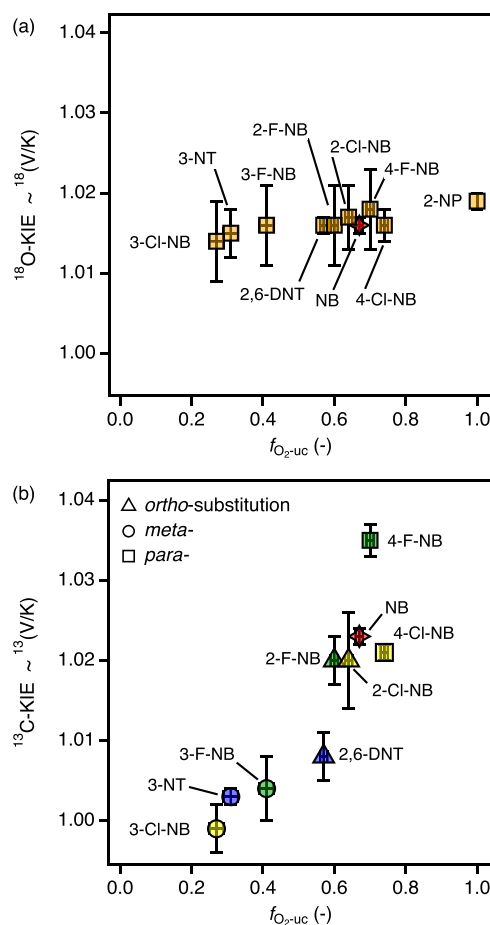 (a)
1.04
1.03
1.02
1.01
1.00
¹⁸O-KIE ~ ¹⁸(V/K)
2-F-NB
2-Cl-NB
3-NT
3-F-NB
4-F-NB
2-NP
3-Cl-NB
2,6-DNT
NB
4-Cl-NB
0.0 0.2 0.4 0.6 0.8 1.0
fO₂-uc (-)
(b)
ortho-substitution
meta-
para-
1.04
1.03
1.02
1.01
1.00
¹³C-KIE ~ ¹³(V/K)
4-F-NB
NB
4-Cl-NB
2-F-NB
2-Cl-NB
3-F-NB
2,6-DNT
3-NT
3-Cl-NB
0.0 0.2 0.4 0.6 0.8 1.0
fO₂-uc (-)